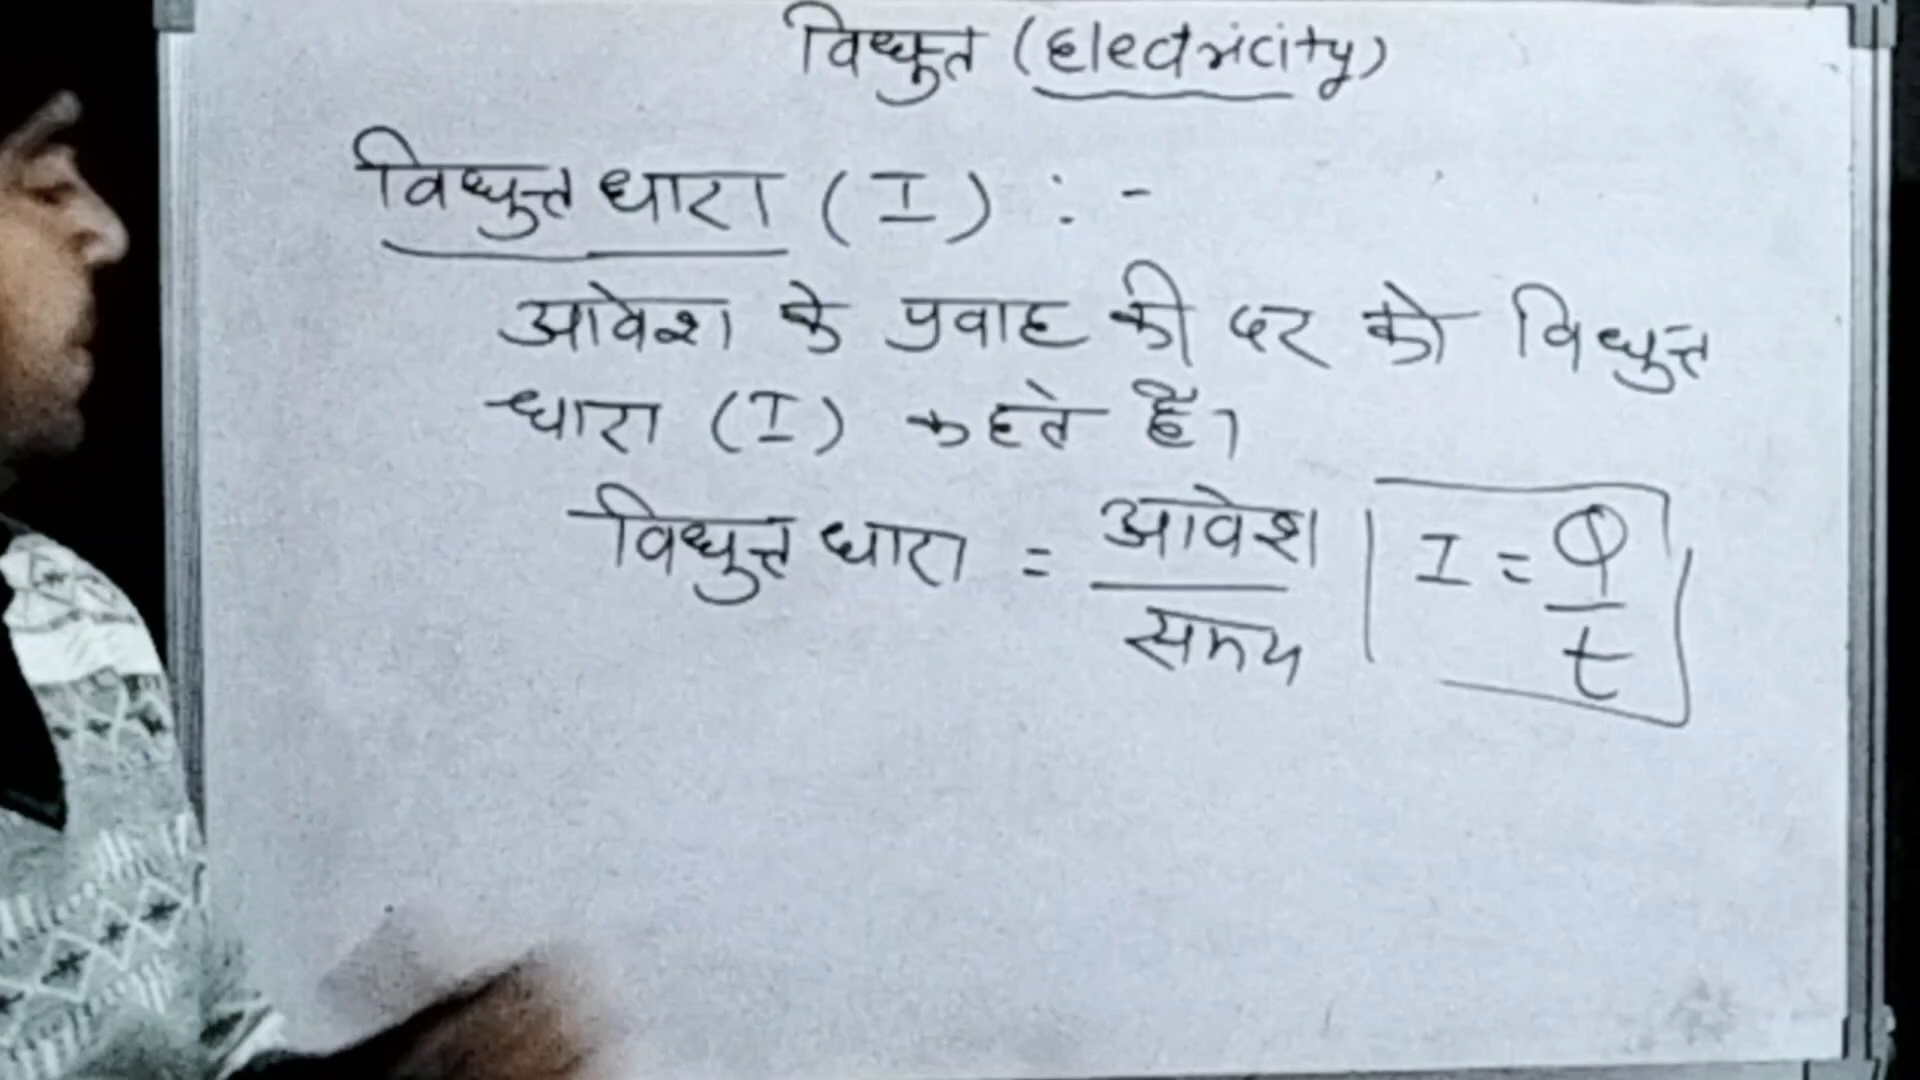 विध्युत (Electricity)
विध्युत्त धारा (I) : -
आवेश के प्रवाह की दर को विध्युत्त
धारा (I) कहते हैं।
विध्युत्त धारा = आवेश / समय | I = Q / t